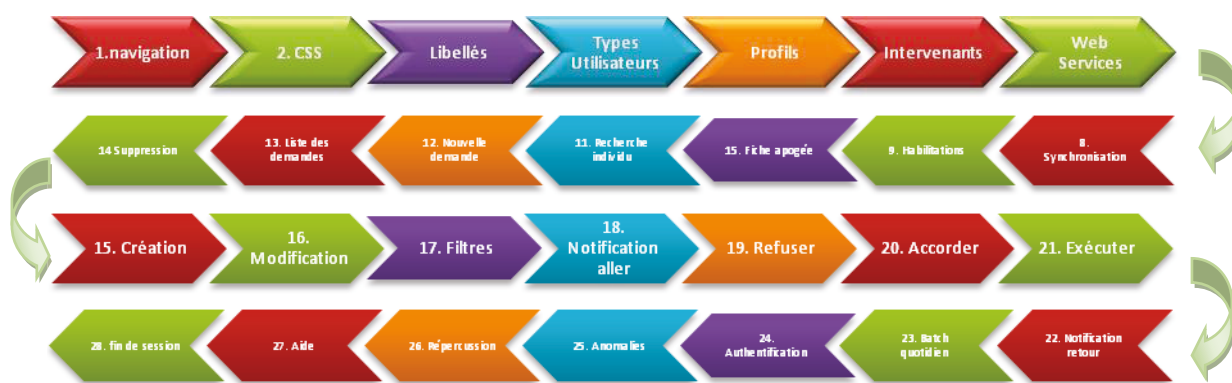 1.navigation
2. CSS
Libellés
Types
Utilisateurs
Profils
Intervenants
Web
Services
14 Suppression
13. Liste des
demandes
12. Nouvelle
demande
11. Recherche
individu
15. Fiche apogée
9. Habilitations
8.
Synchronisation
15. Création
16.
Modification
17. Filtres
18.
Notification
aller
19. Refuser
20. Accorder
21. Exécuter
28. fin de session
27. Aide
26. Répercussion
25. Anomalies
24.
Authentification
23. Batch
quotidien
22. Notification
retour